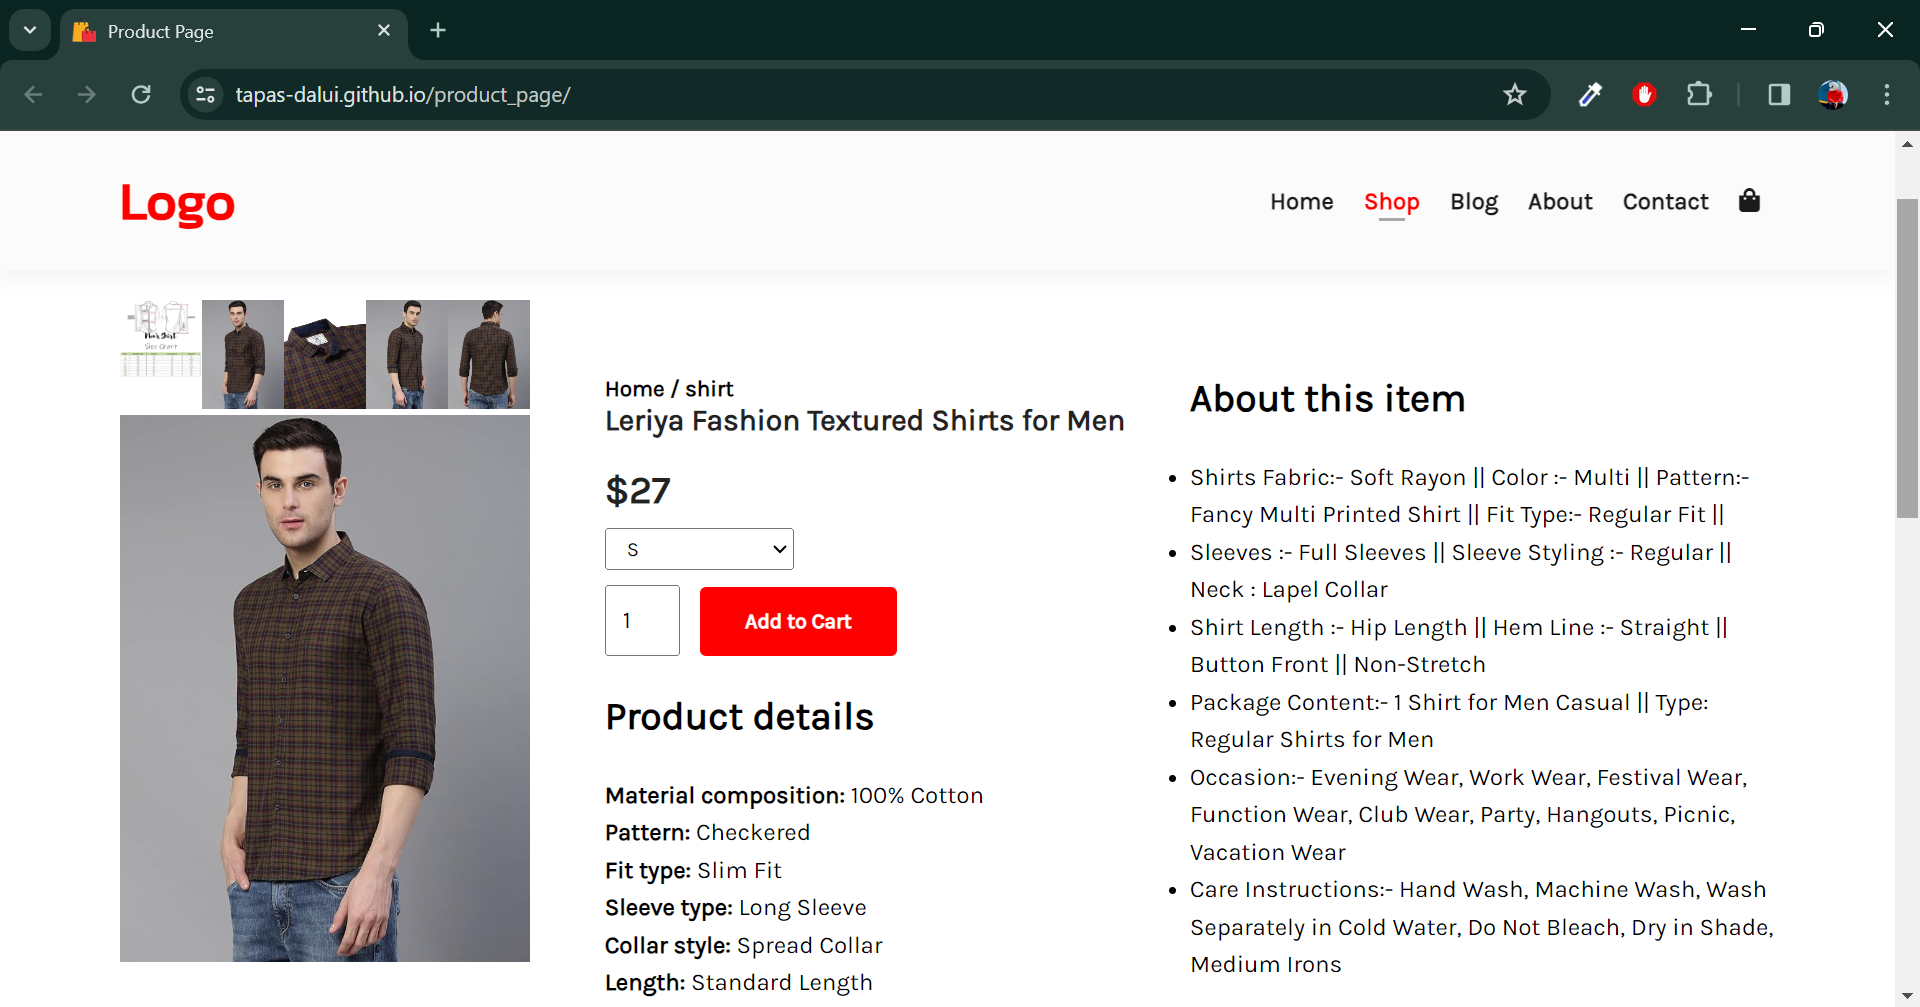 Product Page
tapas-dalui.github.io/product_page/
Logo
Home Shop Blog About Contact
Men's Shirt
Size Chart
Home / shirt
Leriya Fashion Textured Shirts for Men
$27
S
1
Add to Cart
Product details
Material composition: 100% Cotton
Pattern: Checkered
Fit type: Slim Fit
Sleeve type: Long Sleeve
Collar style: Spread Collar
Length: Standard Length
About this item
Shirts Fabric:- Soft Rayon || Color :- Multi || Pattern:-
Fancy Multi Printed Shirt || Fit Type:- Regular Fit ||
Sleeves :- Full Sleeves || Sleeve Styling :- Regular ||
Neck : Lapel Collar
Shirt Length :- Hip Length || Hem Line :- Straight ||
Button Front || Non-Stretch
Package Content:- 1 Shirt for Men Casual || Type:
Regular Shirts for Men
Occasion:- Evening Wear, Work Wear, Festival Wear,
Function Wear, Club Wear, Party, Hangouts, Picnic,
Vacation Wear
Care Instructions:- Hand Wash, Machine Wash, Wash
Separately in Cold Water, Do Not Bleach, Dry in Shade,
Medium Irons